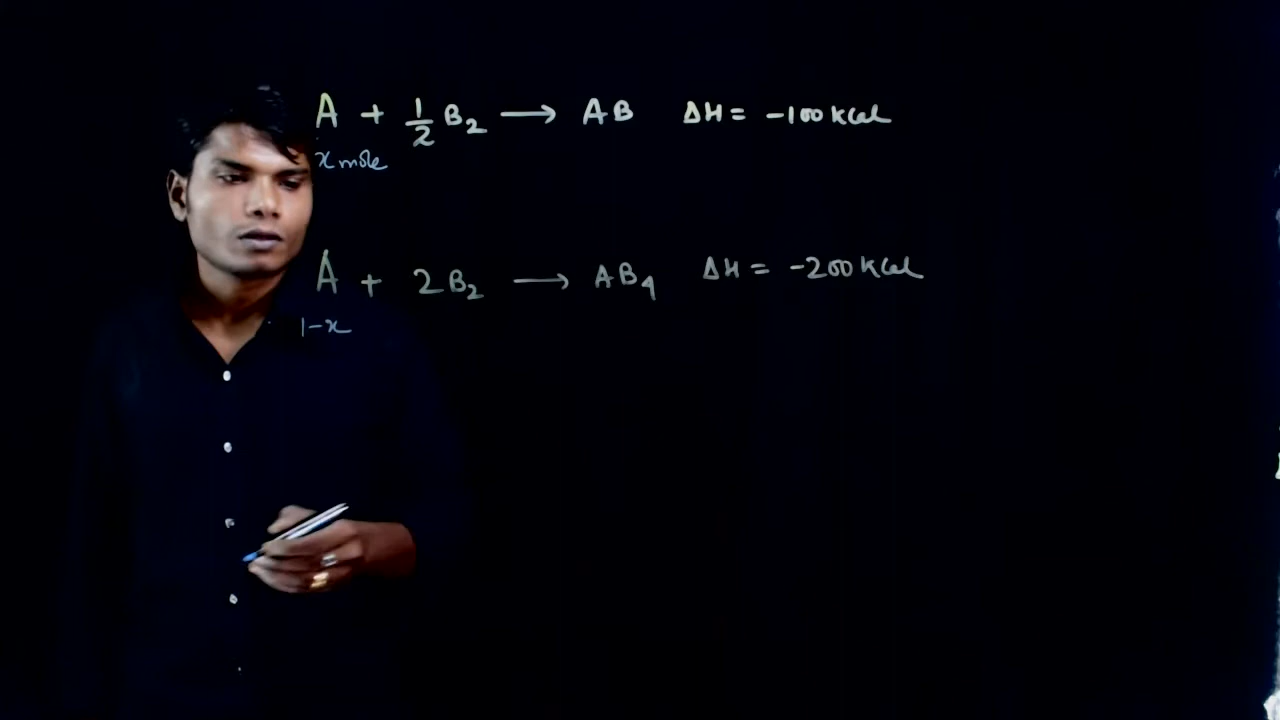 A + 1/2 B₂ ⟶ AB ΔH = -100 kcal
x mole
A + 2B₂ ⟶ AB₄ ΔH = -200 kcal
1-x